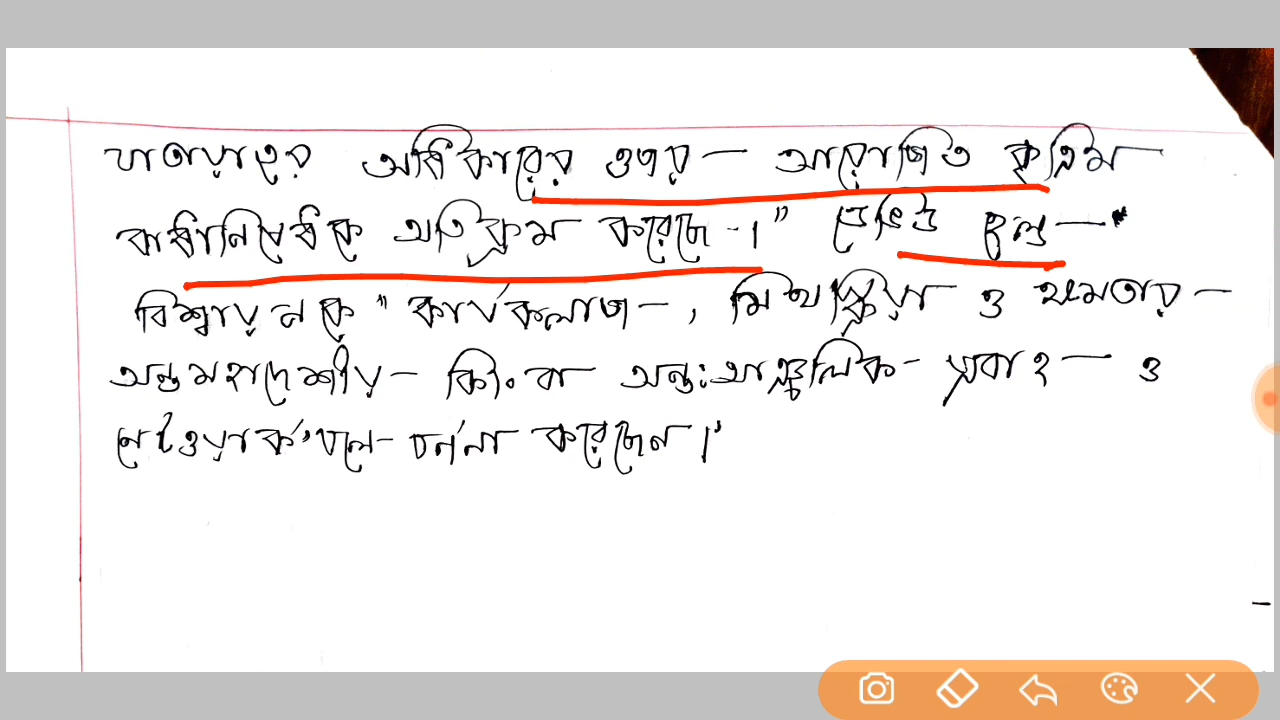 যাতায়াতের অধিকারের ওপর আরোপিত কৃত্রিম
বাধানিষেধকে অতিক্রম করেছে।" ডেভিড হেল্ড
বিশ্বায়নকে "কার্যকলাপ, মিথস্ক্রিয়া ও ক্ষমতার
অন্তমহাদেশীয় কিংবা অন্তঃআঞ্চলিক প্রবাহ ও
নেটওয়ার্ক" বলে বর্ণনা করেছেন।